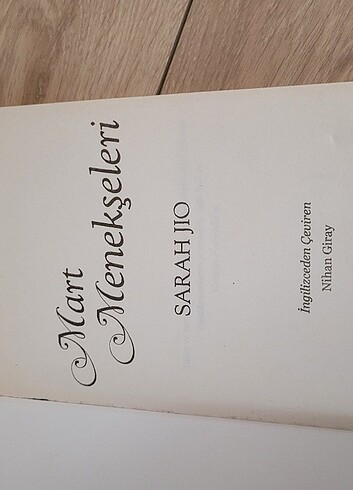 Mart
Menekşeleri
SARAH JIO
İngilizceden Çeviren
Nihan Giray